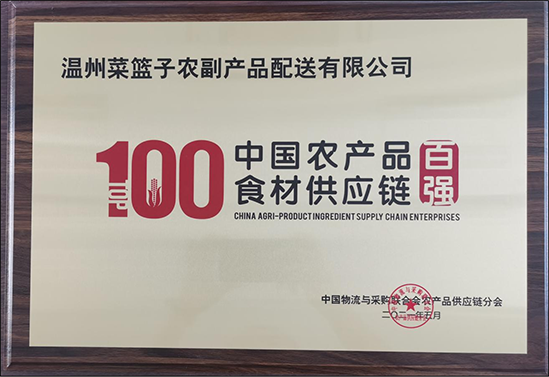 温州菜篮子农副产品配送有限公司
100 中国农产品 百强
食材供应链
CHINA AGRI-PRODUCT INGREDIENT SUPPLY CHAIN ENTERPRISES
中国物流与采购联合会农产品供应链分会
二〇二一年五月